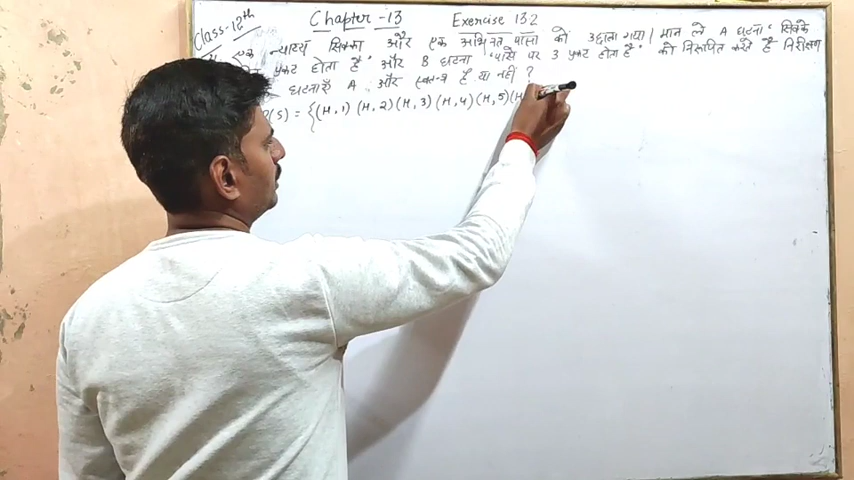 Class-12th Chapter-13 Exercise 13.2
एक न्याय्य सिक्का और एक अभिनत पासा को उछाला गया। मान लें A घटना "सिक्के
प्रकट होता है" और B घटना "पासे पर 3 प्रकट होता है" को निरूपित करते हैं निरीक्षण
घटनाएँ A और स्वतन्त्र हैं या नहीं ?
(S) = {(H,1) (H,2) (H,3) (H,4) (H,5) (H